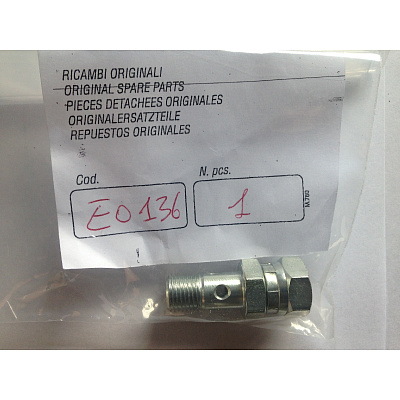 RICAMBI ORIGINALI
ORIGINAL SPARE PARTS
PIECES DETACHEES ORIGINALES
ORIGINALERSATZTEILE
REPUESTOS ORIGINALES
Cod. N. pcs.
E0136 1